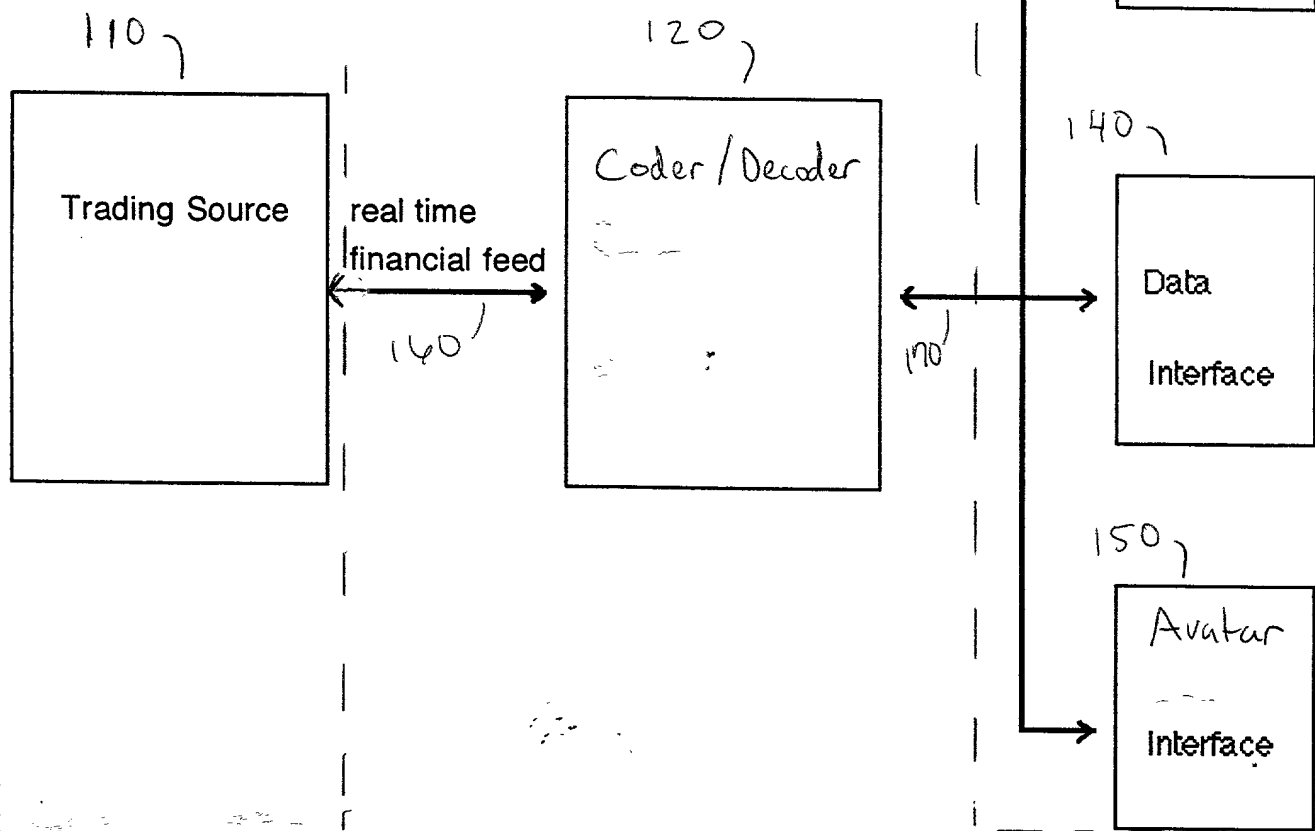 110
120
140
Trading Source
real time
financial feed
160
Coder/Decoder
170
Data
Interface
150
Avatar
Interface